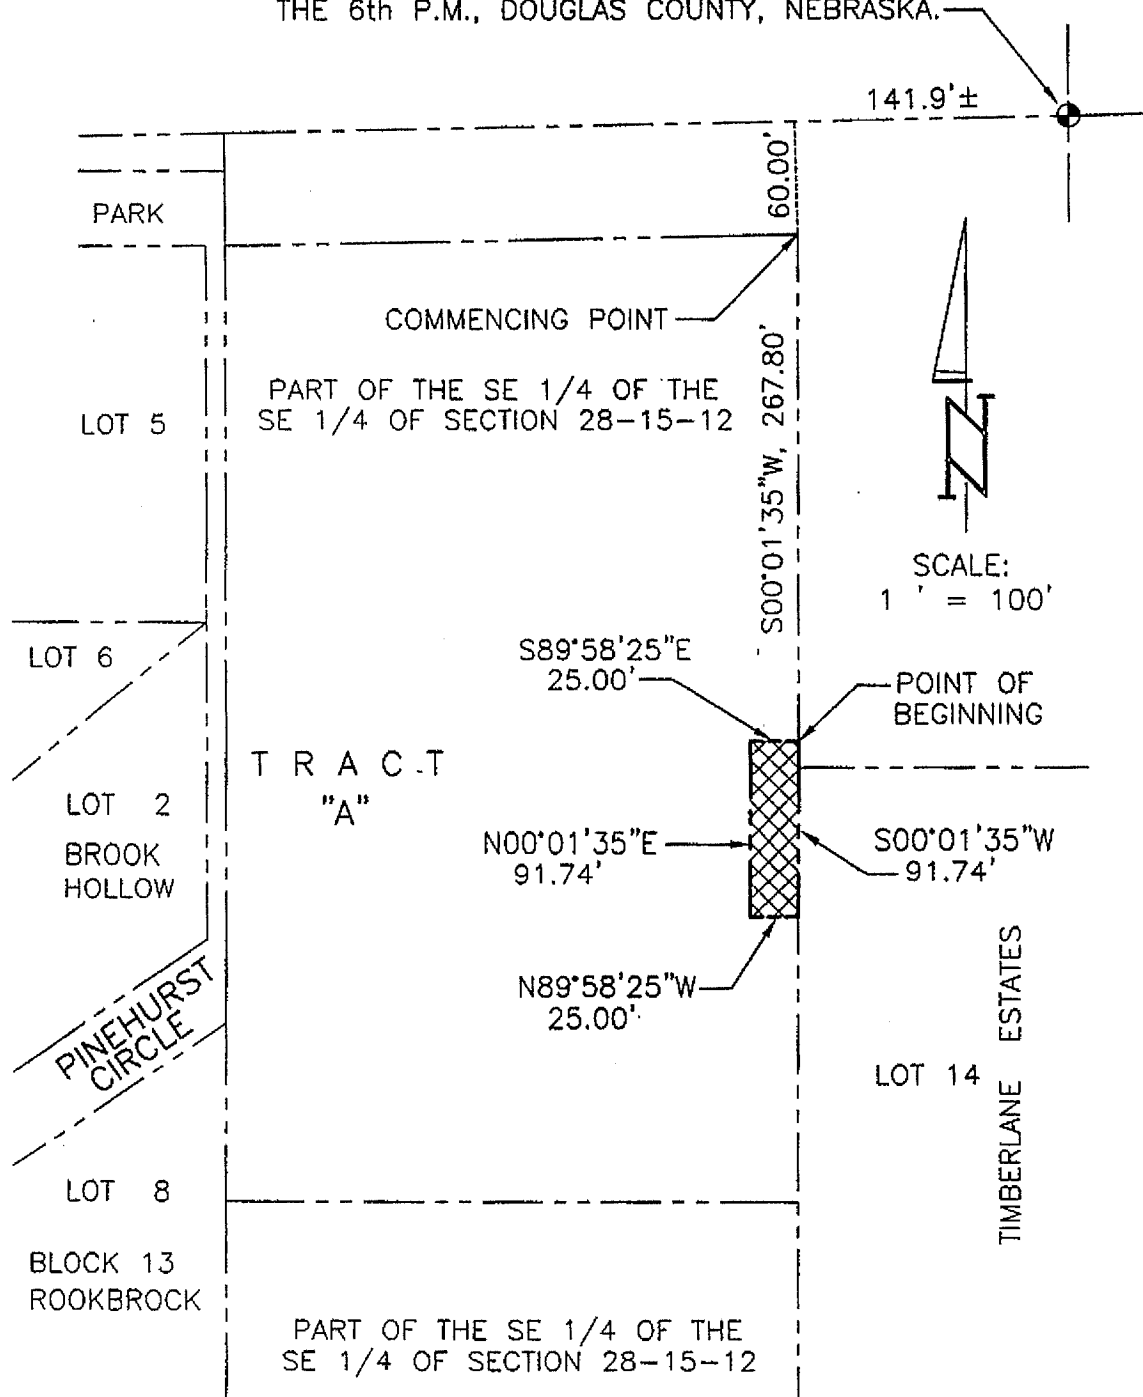 THE 6th P.M., DOUGLAS COUNTY, NEBRASKA.
141.9'±
60.00'
PARK
COMMENCING POINT
PART OF THE SE 1/4 OF THE
SE 1/4 OF SECTION 28-15-12
LOT 5
S00°01'35"W, 267.80'
N
SCALE:
1 ' = 100'
LOT 6
S89°58'25"E
25.00'
POINT OF
BEGINNING
T R A C T
"A"
LOT 2
BROOK
HOLLOW
N00°01'35"E
91.74'
S00°01'35"W
91.74'
N89°58'25"W
25.00'
PINEHURST
CIRCLE
LOT 14
TIMBERLANE ESTATES
LOT 8
BLOCK 13
ROOKBROCK
PART OF THE SE 1/4 OF THE
SE 1/4 OF SECTION 28-15-12